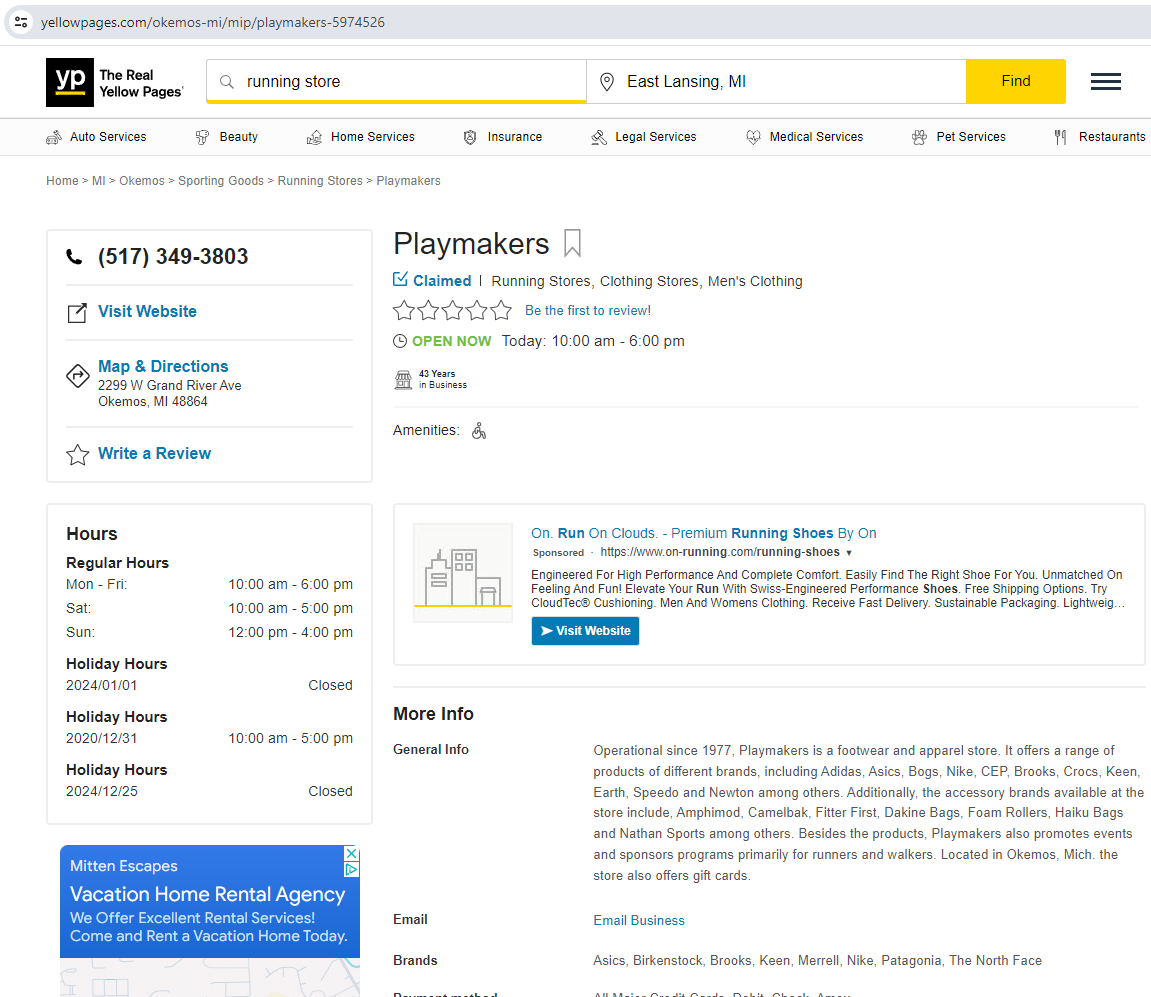 yellowpages.com/okemos-mi/mip/playmakers-5974526
yp The Real Yellow Pages'
running store
East Lansing, MI
Find
Auto Services
Beauty
Home Services
Insurance
Legal Services
Medical Services
Pet Services
Restaurants
Home > MI > Okemos > Sporting Goods > Running Stores > Playmakers
(517) 349-3803
Visit Website
Map & Directions
2299 W Grand River Ave
Okemos, MI 48864
Write a Review
Playmakers
Claimed | Running Stores, Clothing Stores, Men's Clothing
Be the first to review!
OPEN NOW Today: 10:00 am - 6:00 pm
43 Years
in Business
Amenities:
Hours
Regular Hours
Mon - Fri: 10:00 am - 6:00 pm
Sat: 10:00 am - 5:00 pm
Sun: 12:00 pm - 4:00 pm
Holiday Hours
2024/01/01 Closed
Holiday Hours
2020/12/31 10:00 am - 5:00 pm
Holiday Hours
2024/12/25 Closed
On. Run On Clouds. - Premium Running Shoes By On
Sponsored · https://www.on-running.com/running-shoes ▼
Engineered For High Performance And Complete Comfort. Easily Find The Right Shoe For You. Unmatched On
Feeling And Fun! Elevate Your Run With Swiss-Engineered Performance Shoes. Free Shipping Options. Try
CloudTec® Cushioning. Men And Womens Clothing. Receive Fast Delivery. Sustainable Packaging. Lightweig…
Visit Website
More Info
General Info
Operational since 1977, Playmakers is a footwear and apparel store. It offers a range of
products of different brands, including Adidas, Asics, Bogs, Nike, CEP, Brooks, Crocs, Keen,
Earth, Speedo and Newton among others. Additionally, the accessory brands available at the
store include, Amphimod, Camelbak, Fitter First, Dakine Bags, Foam Rollers, Haiku Bags
and Nathan Sports among others. Besides the products, Playmakers also promotes events
and sponsors programs primarily for runners and walkers. Located in Okemos, Mich. the
store also offers gift cards.
Email Email Business
Brands Asics, Birkenstock, Brooks, Keen, Merrell, Nike, Patagonia, The North Face
Payment method All Major Credit Cards, Debit, Check, Amex
Mitten Escapes
Vacation Home Rental Agency
We Offer Excellent Rental Services!
Come and Rent a Vacation Home Today.